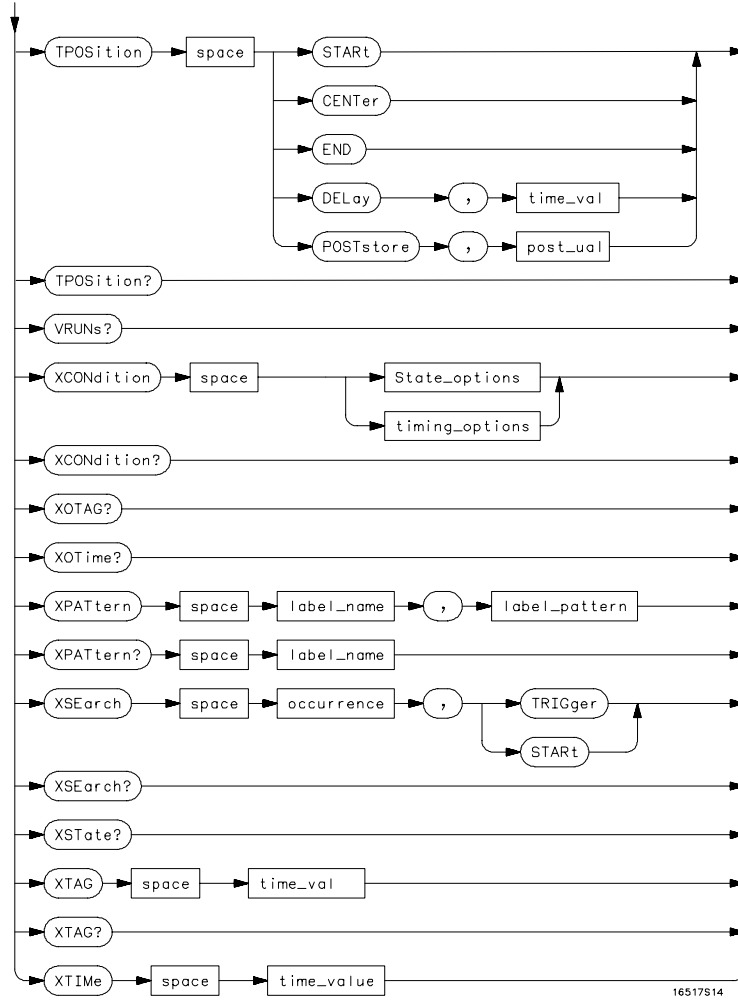 TPOSition space STARt
CENTer
END
DELay , time_val
POSTstore , post_ual
TPOSition?
VRUNs?
XCONdition space State_options
timing_options
XCONdition?
XOTAG?
XOTime?
XPATtern space label_name , label_pattern
XPATtern? space label_name
XSEarch space occurrence , TRIGger
STARt
XSEarch?
XSTate?
XTAG space time_val
XTAG?
XTIMe space time_value
16517S14